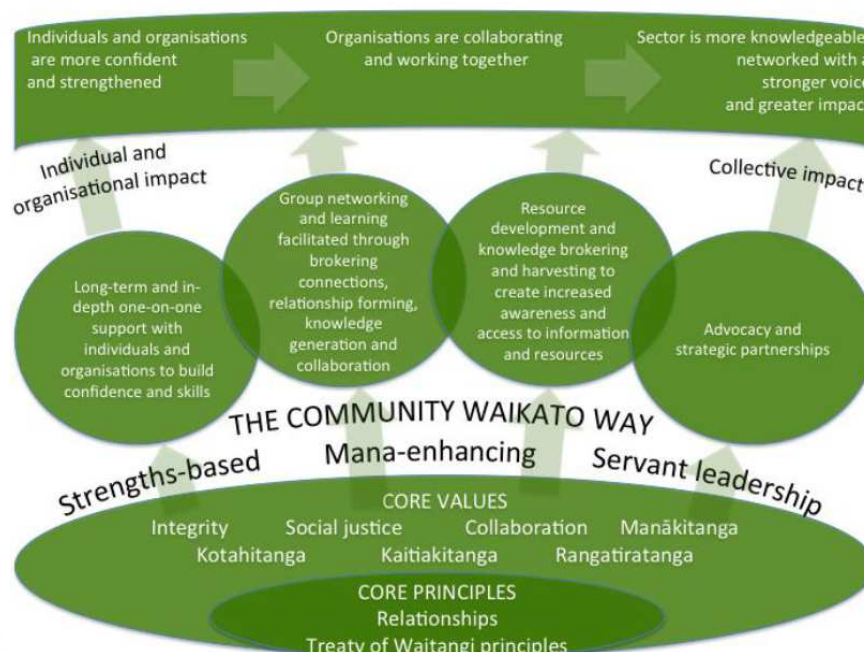 Individuals and organisations
are more confident
and strengthened
Organisations are collaborating
and working together
Sector is more knowledgeable,
networked with a
stronger voice
and greater impact
Individual and
organisational impact
Collective impact
Long-term and in-
depth one-on-one
support with
individuals and
organisations to build
confidence and skills
Group networking
and learning
facilitated through
brokering
connections,
relationship forming,
knowledge
generation and
collaboration
Resource
development and
knowledge brokering
and harvesting to
create increased
awareness and
access to information
and resources
Advocacy and
strategic partnerships
THE COMMUNITY WAIKATO WAY
Strengths-based
Mana-enhancing
Servant leadership
CORE VALUES
Integrity Social justice Collaboration Manākitanga
Kotahitanga Kaitiakitanga Rangatiratanga
CORE PRINCIPLES
Relationships
Treaty of Waitangi principles